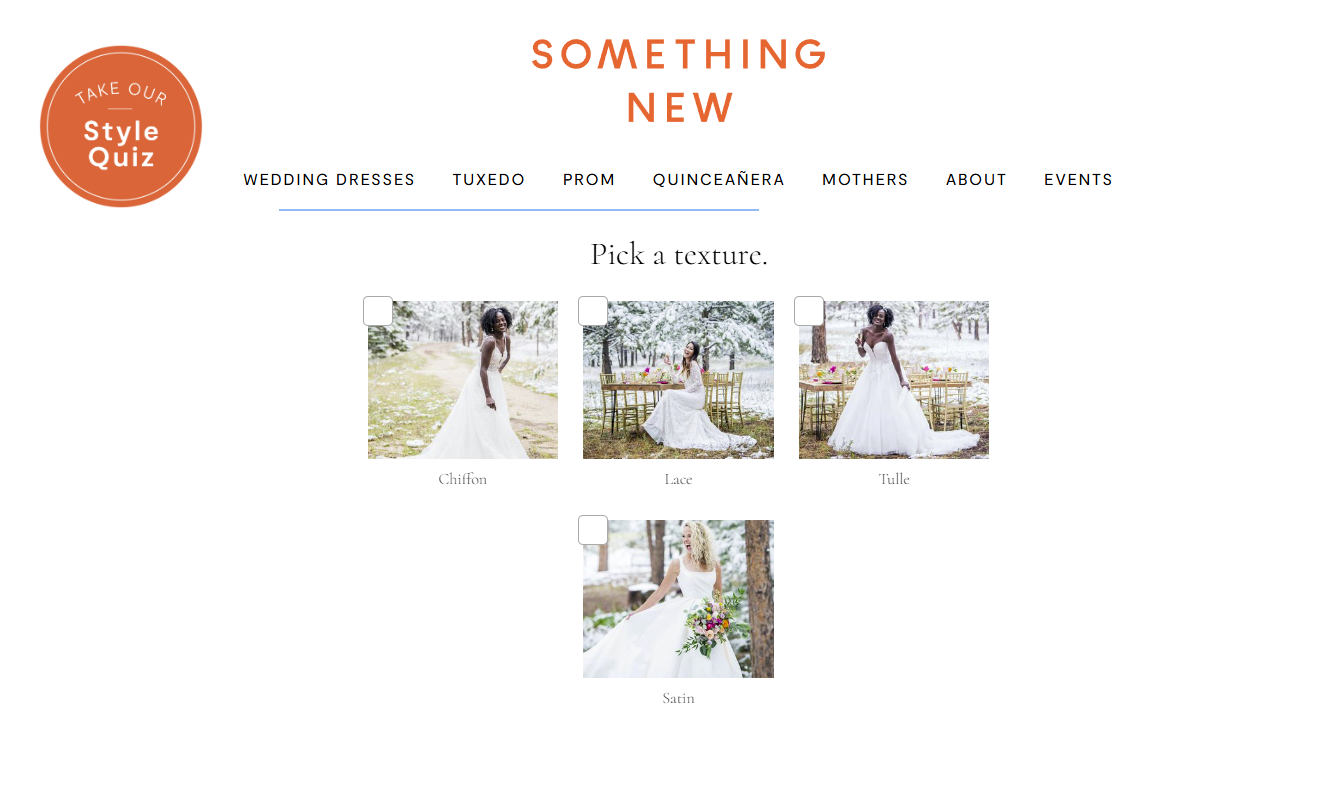 SOMETHING
NEW
TAKE OUR
Style
Quiz
WEDDING DRESSES TUXEDO PROM QUINCEAÑERA MOTHERS ABOUT EVENTS
Pick a texture.
Chiffon Lace Tulle
Satin